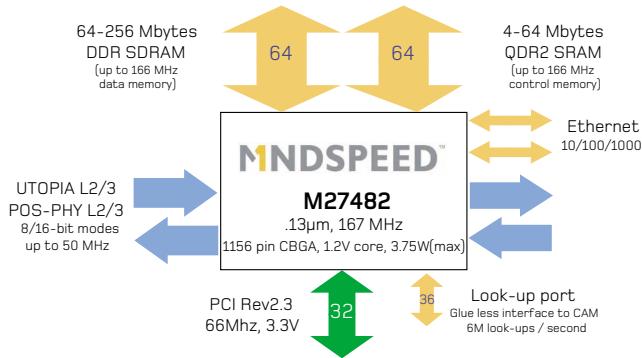 64-256 Mbytes
DDR SDRAM
(up to 166 MHz
data memory)
64
64
4-64 Mbytes
QDR2 SRAM
(up to 166 MHz
control memory)
Ethernet
10/100/1000
M1NDSPEED™
M27482
.13µm, 167 MHz
1156 pin CBGA, 1.2V core, 3.75W(max)
UTOPIA L2/3
POS-PHY L2/3
8/16-bit modes
up to 50 MHz
PCI Rev2.3
66Mhz, 3.3V
32
36
Look-up port
Glue less interface to CAM
6M look-ups / second